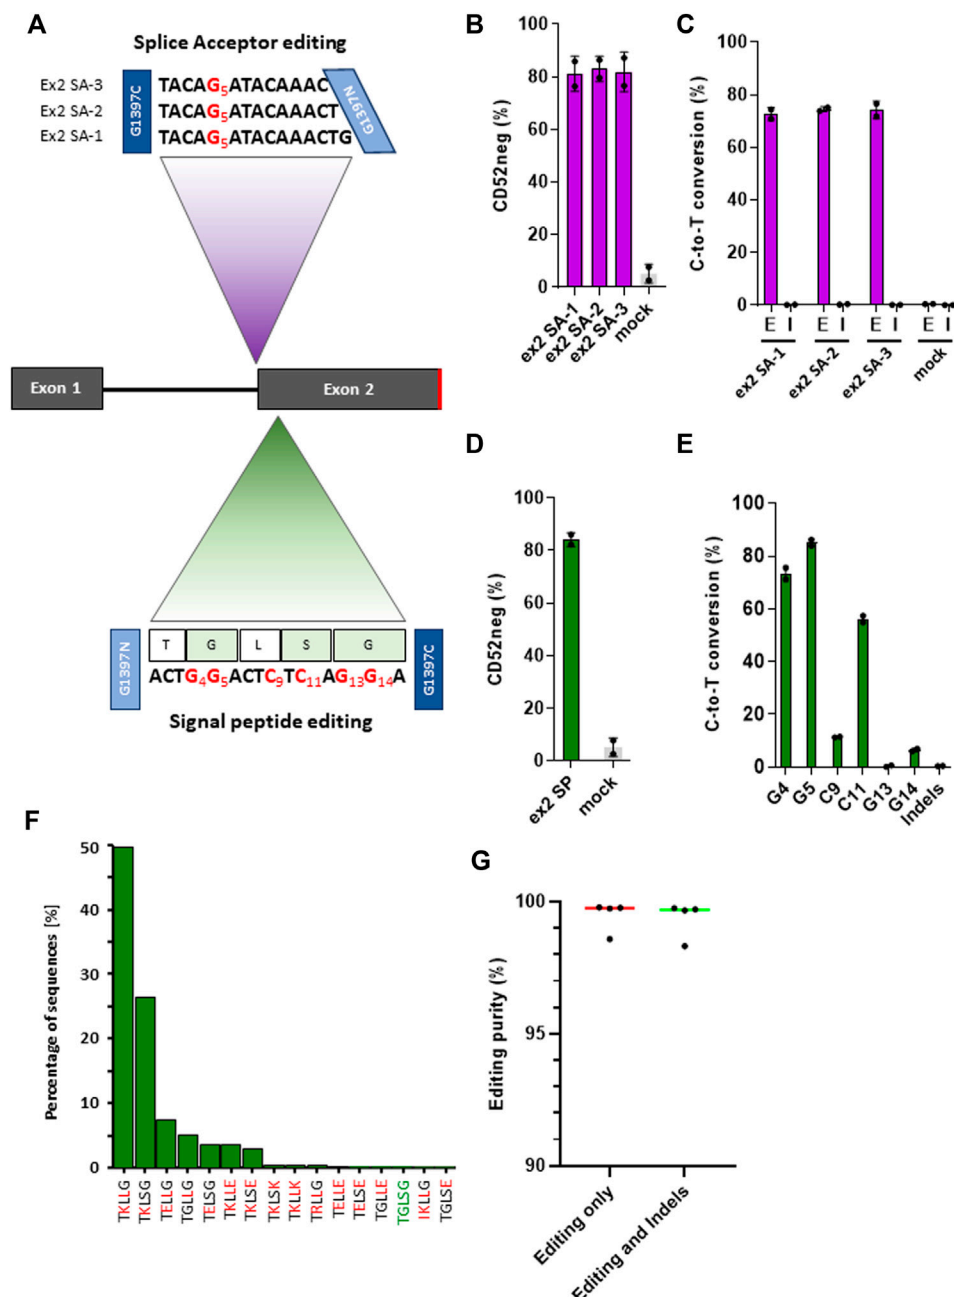 A
Splice Acceptor editing
Ex2 SA-3
Ex2 SA-2
Ex2 SA-1
G1397C
TACAG5ATACAAAC
TACAG5ATACAAACT
TACAG5ATACAAACTG
G1397N
Exon 1
Exon 2
G1397N
T G L S G
ACTG4G5ACTC9TC11AG13G14A
G1397C
Signal peptide editing
B
CD52neg (%)
100
80
60
40
20
0
ex2 SA-1
ex2 SA-2
ex2 SA-3
mock
C
C-to-T conversion (%)
100
80
60
40
20
0
E I E I E I E I
ex2 SA-1
ex2 SA-2
ex2 SA-3
mock
D
CD52neg (%)
100
80
60
40
20
0
ex2 SP
mock
E
C-to-T conversion (%)
100
80
60
40
20
0
G4
G5
C9
C11
G13
G14
Indels
F
Percentage of sequences [%]
50
40
30
20
10
0
TKLLG
TKLSG
TELLG
TGLLG
TELSG
TKLLE
TKLSE
TKLSK
TKLLK
TRLLG
TELLE
TELSE
TGLLE
TGLSG
IKLLG
TGLSE
G
Editing purity (%)
100
95
90
Editing only
Editing and Indels